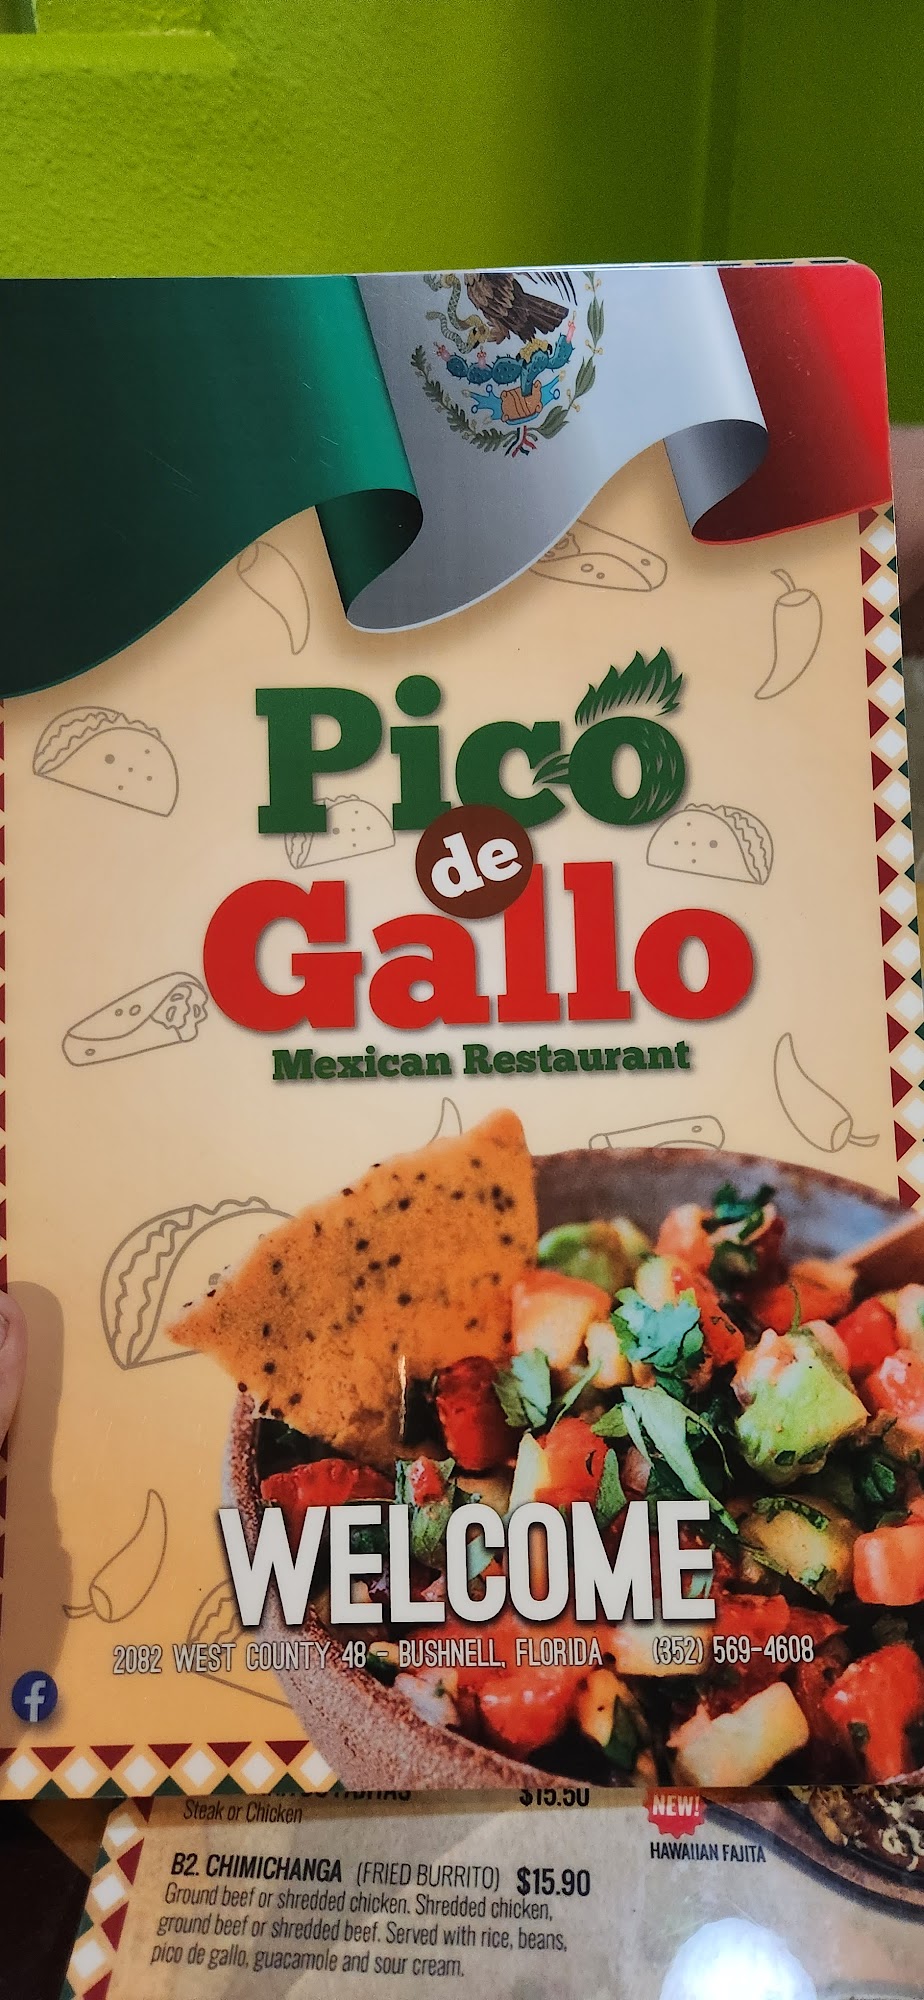 Pico
de
Gallo
Mexican Restaurant
WELCOME
2082 WEST COUNTY 48 - BUSHNELL, FLORIDA (352) 569-4608
f
$15.50
Steak or Chicken
NEW!
HAWAIIAN FAJITA
B2. CHIMICHANGA (FRIED BURRITO) $15.90
Ground beef or shredded chicken. Shredded chicken,
ground beef or shredded beef. Served with rice, beans,
pico de gallo, guacamole and sour cream.